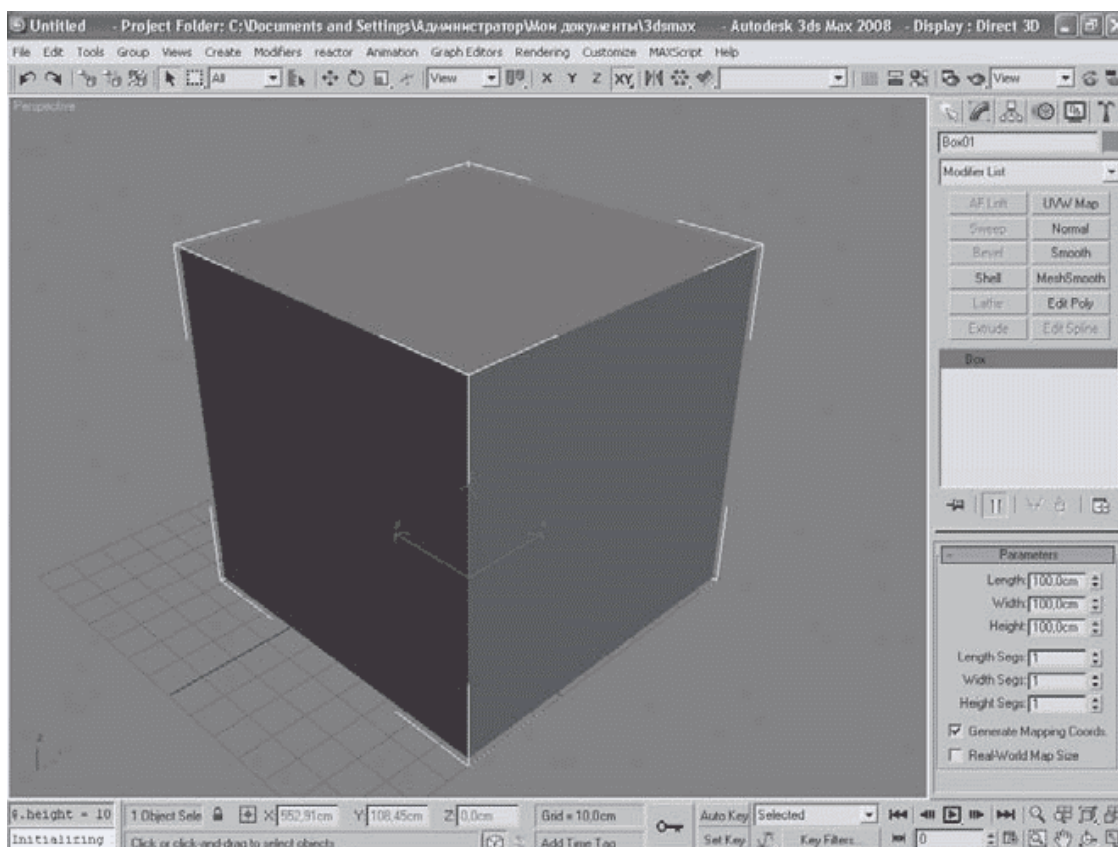 Untitled - Project Folder: C:\Documents and Settings\Администратор\Мои документы\3dsmax - Autodesk 3ds Max 2008 - Display : Direct 3D
File Edit Tools Group Views Create Modifiers reactor Animation Graph Editors Rendering Customize MAXScript Help
All View X Y Z XY View
Perspective
Box01
Modifier List
UVW Map
Sweep Normal
Bevel Smooth
Shell MeshSmooth
Lathe Edit Poly
Extrude Edit Spline
Box
- Parameters
Length: 100,0cm
Width: 100,0cm
Height: 100,0cm
Length Segs: 1
Width Segs: 1
Height Segs: 1
Generate Mapping Coords.
Real-World Map Size
$.height = 10 1 Object Sele X: 552,91cm Y: 108,45cm Z: 0,0cm Grid = 10,0cm Auto Key Selected
Initializing Click or click-and-drag to select objects Add Time Tag Set Key Key Filters... 0